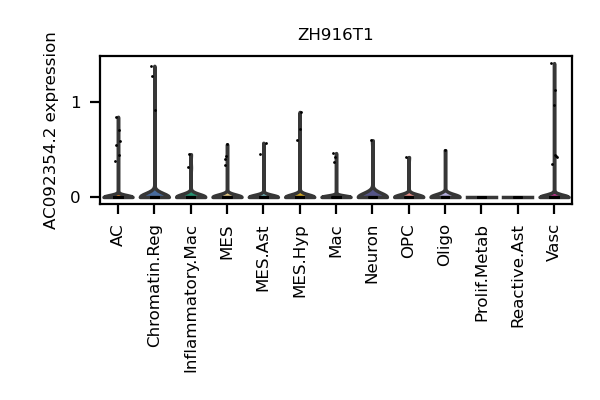 ZH916T1
AC092354.2 expression
1
0
AC
Chromatin.Reg
Inflammatory.Mac
MES
MES.Ast
MES.Hyp
Mac
Neuron
OPC
Oligo
Prolif.Metab
Reactive.Ast
Vasc